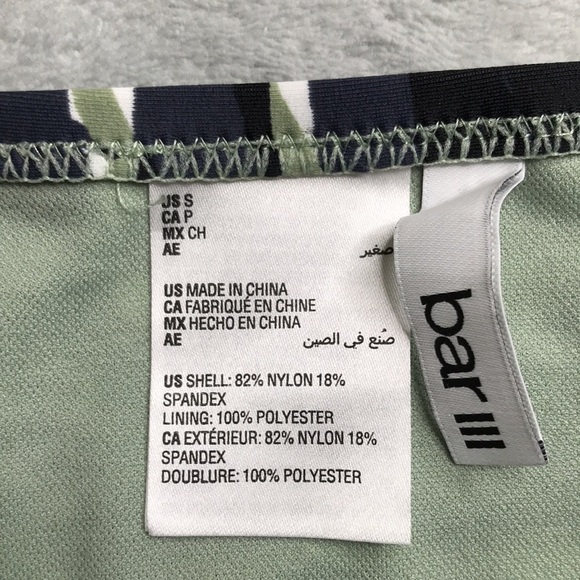 US S
CA P
MX CH
AE صغير
US MADE IN CHINA
CA FABRIQUÉ EN CHINE
MX HECHO EN CHINA
AE صُنع في الصين
US SHELL: 82% NYLON 18%
SPANDEX
LINING: 100% POLYESTER
CA EXTÉRIEUR: 82% NYLON 18%
SPANDEX
DOUBLURE: 100% POLYESTER
bar III